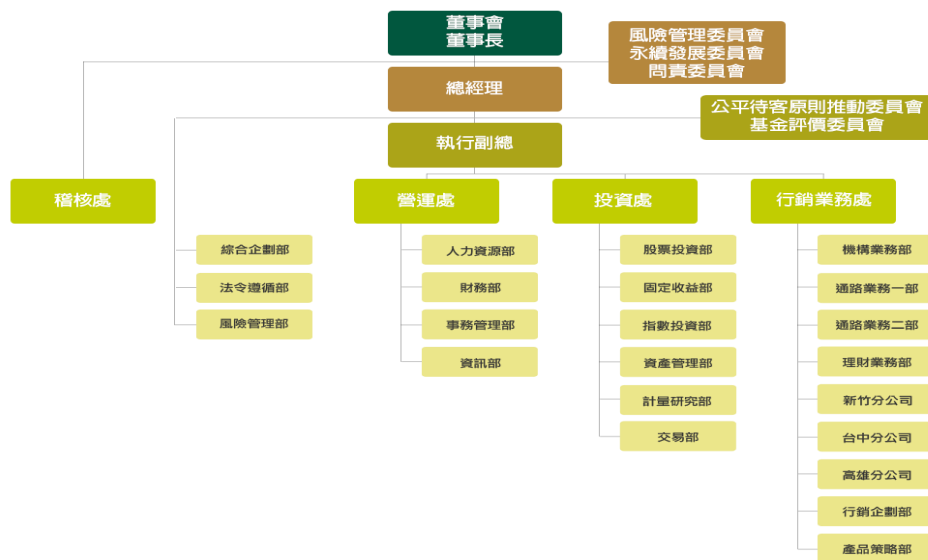 董事會
董事長
風險管理委員會
永續發展委員會
問責委員會
總經理
公平待客原則推動委員會
基金評價委員會
執行副總
稽核處
營運處
投資處
行銷業務處
綜合企劃部
法令遵循部
風險管理部
人力資源部
財務部
事務管理部
資訊部
股票投資部
固定收益部
指數投資部
資產管理部
計量研究部
交易部
機構業務部
通路業務一部
通路業務二部
理財業務部
新竹分公司
台中分公司
高雄分公司
行銷企劃部
產品策略部